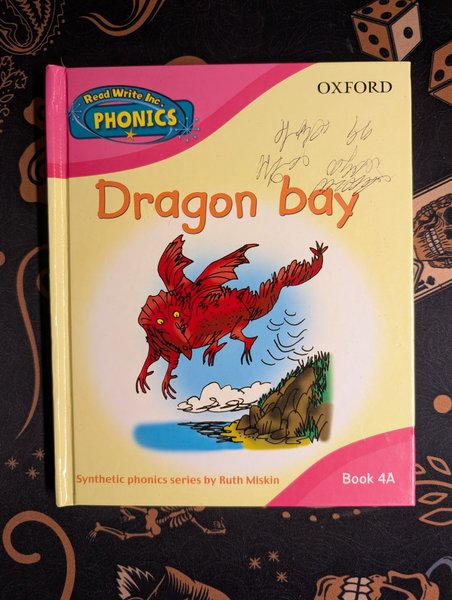 Read Write Inc.
PHONICS
OXFORD
Dragon bay
Synthetic phonics series by Ruth Miskin
Book 4A